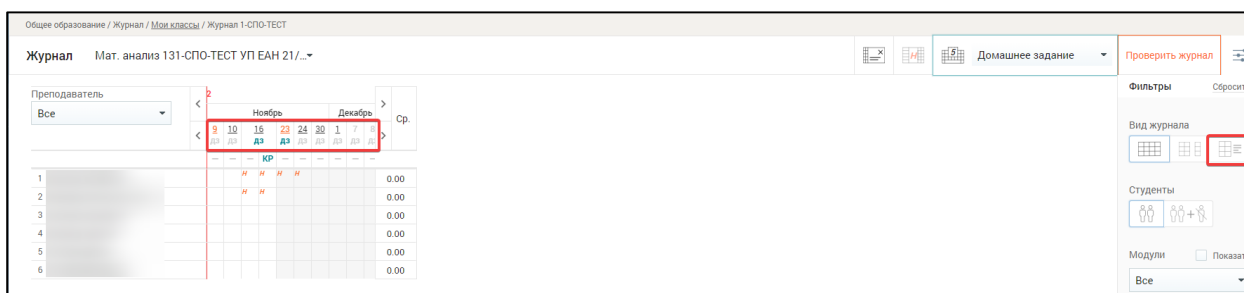 Общее образование / Журнал / Мои классы / Журнал 1-СПО-ТЕСТ
Журнал Мат. анализ 131-СПО-ТЕСТ УП ЕАН 21/...
Н 5 Домашнее задание Проверить журнал
Преподаватель
Все
2
Ноябрь Декабрь Ср.
9 10 16 23 24 30 1 7 8
дз дз дз дз дз дз дз дз дз
— — — КР — — — — —
1 Н Н Н Н 0.00
2 Н Н 0.00
3 0.00
4 0.00
5 0.00
6 0.00
Фильтры Сбросит
Вид журнала
Студенты
Модули Показат
Все